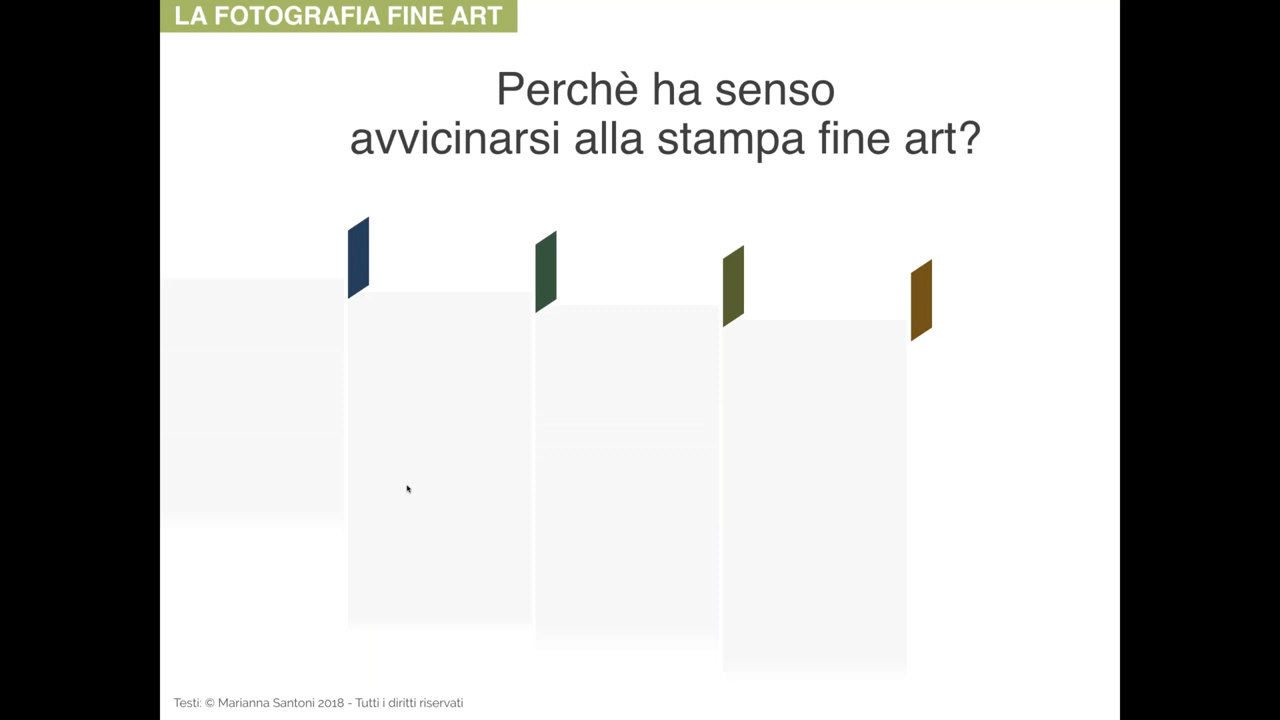 LA FOTOGRAFIA FINE ART
Perchè ha senso
avvicinarsi alla stampa fine art?
Testi: © Marianna Santoni 2018 - Tutti i diritti riservati